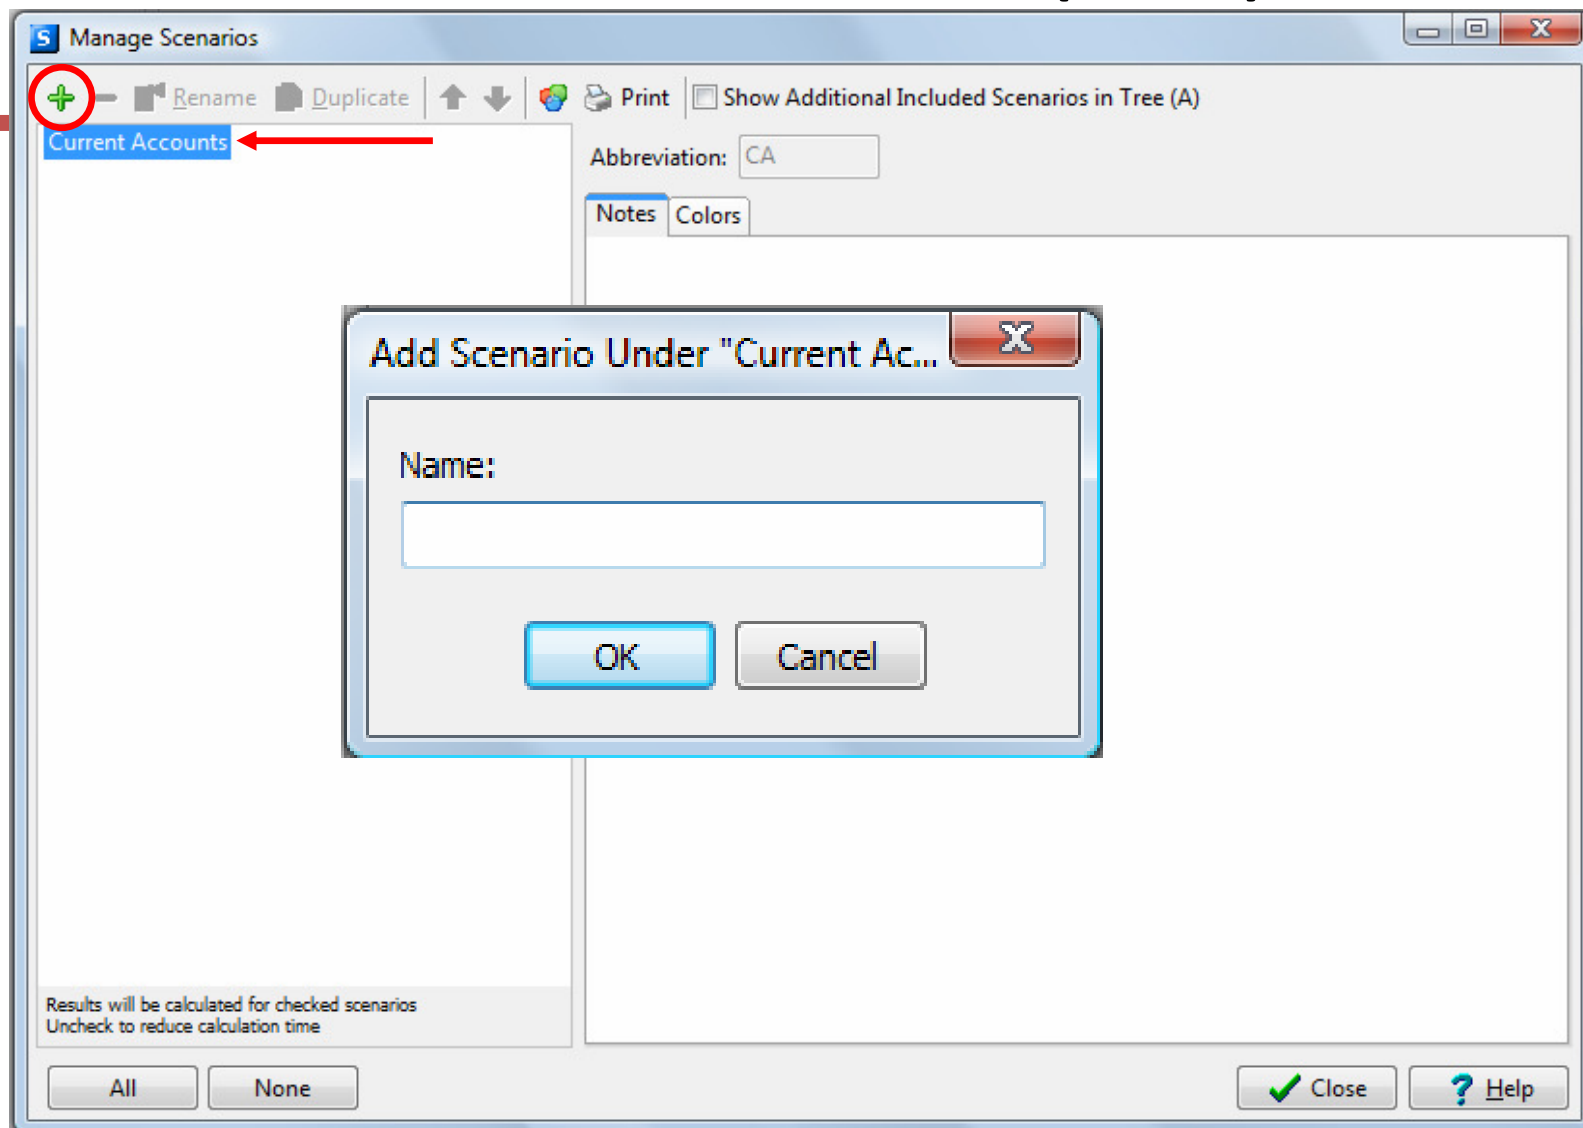 Manage Scenarios
Rename Duplicate Print Show Additional Included Scenarios in Tree (A)
Current Accounts
Abbreviation: CA
Notes Colors
Add Scenario Under "Current Ac...
Name:
OK Cancel
Results will be calculated for checked scenarios
Uncheck to reduce calculation time
All None Close Help